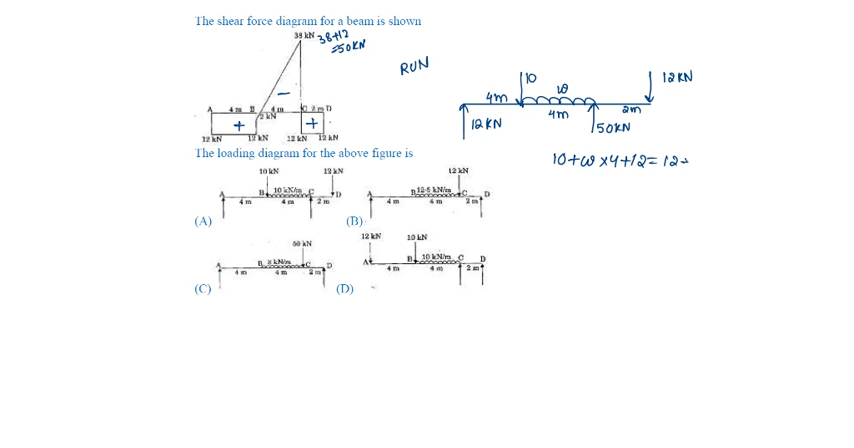 The shear force diagram for a beam is shown
38 kN 38+12
=50KN
RUN
A 4 m B 4 m C 2 m D
2 kN
-
+ +
12 kN 12 kN 12 kN 12 kN
10 ω 12 KN
4m 4m 2m
12 KN 50KN
10+ω×4+12=12+
The loading diagram for the above figure is
10 kN 12 kN
A B 10 kN/m C D
4 m 4 m 2 m
(A)
12 kN
A B 12·5 kN/m C D
4 m 4 m 2 m
(B)
50 kN
A B 8 kN/m C D
4 m 4 m 2 m
(C)
12 kN 10 kN
A B 10 kN/m C D
4 m 4 m 2 m
(D)